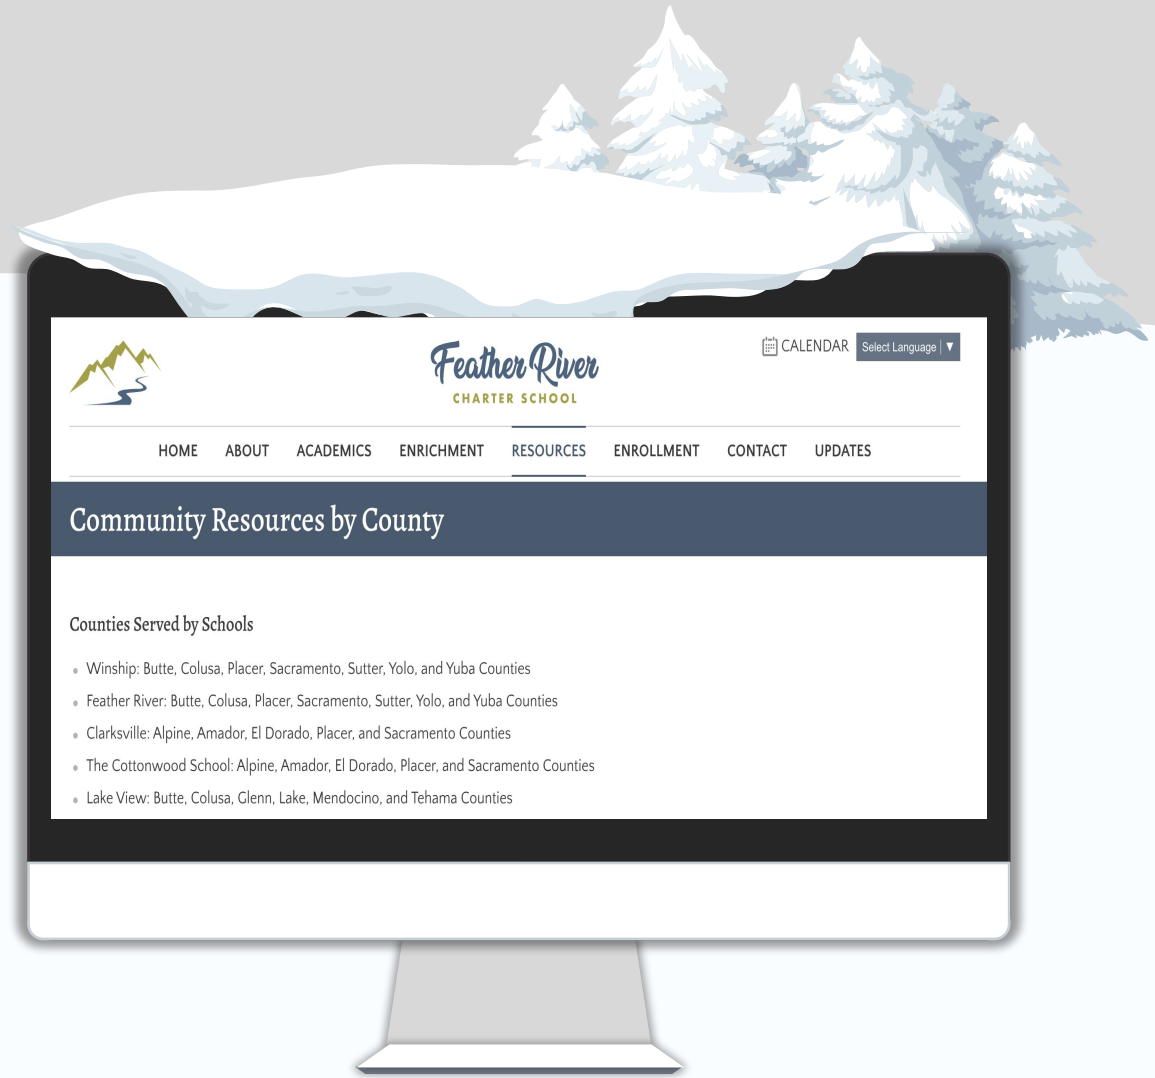 Feather River
CHARTER SCHOOL
CALENDAR
Select Language | ▼
HOME ABOUT ACADEMICS ENRICHMENT RESOURCES ENROLLMENT CONTACT UPDATES
Community Resources by County
Counties Served by Schools
Winship: Butte, Colusa, Placer, Sacramento, Sutter, Yolo, and Yuba Counties
Feather River: Butte, Colusa, Placer, Sacramento, Sutter, Yolo, and Yuba Counties
Clarksville: Alpine, Amador, El Dorado, Placer, and Sacramento Counties
The Cottonwood School: Alpine, Amador, El Dorado, Placer, and Sacramento Counties
Lake View: Butte, Colusa, Glenn, Lake, Mendocino, and Tehama Counties